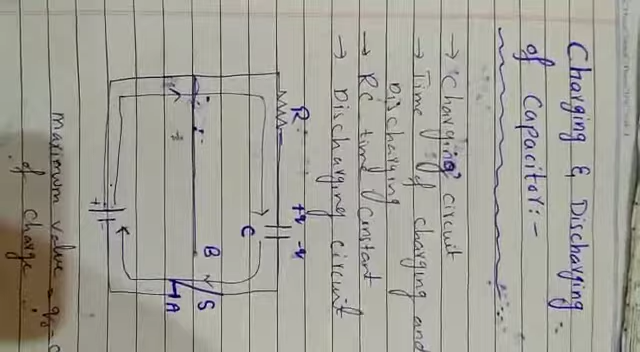 Charging & Discharging
of Capacitor:-
→ Charging circuit
→ Time of charging and
Discharging
→ RC time constant
→ Discharging circuit
R
+q -q
C
B
S
A
+ -
maximum value
of charge